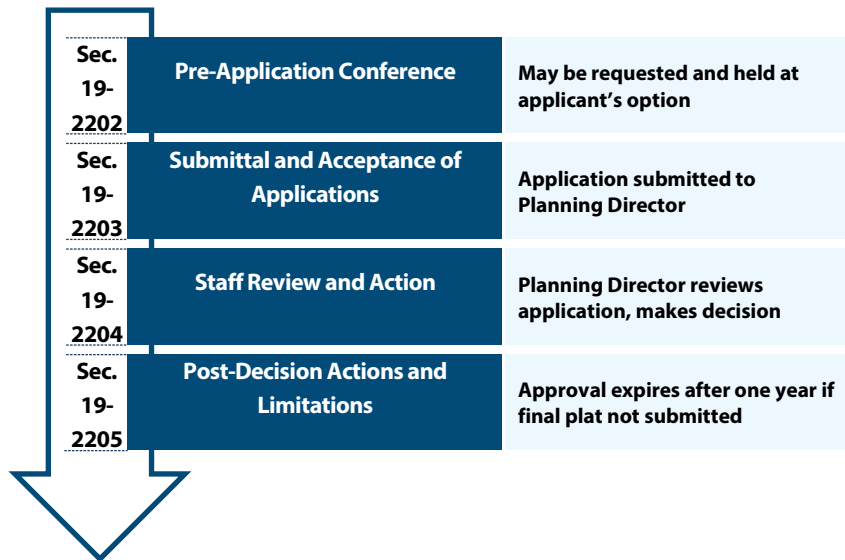 Sec.
19-
2202
Pre-Application Conference
May be requested and held at
applicant’s option
Sec.
19-
2203
Submittal and Acceptance of
Applications
Application submitted to
Planning Director
Sec.
19-
2204
Staff Review and Action
Planning Director reviews
application, makes decision
Sec.
19-
2205
Post-Decision Actions and
Limitations
Approval expires after one year if
final plat not submitted